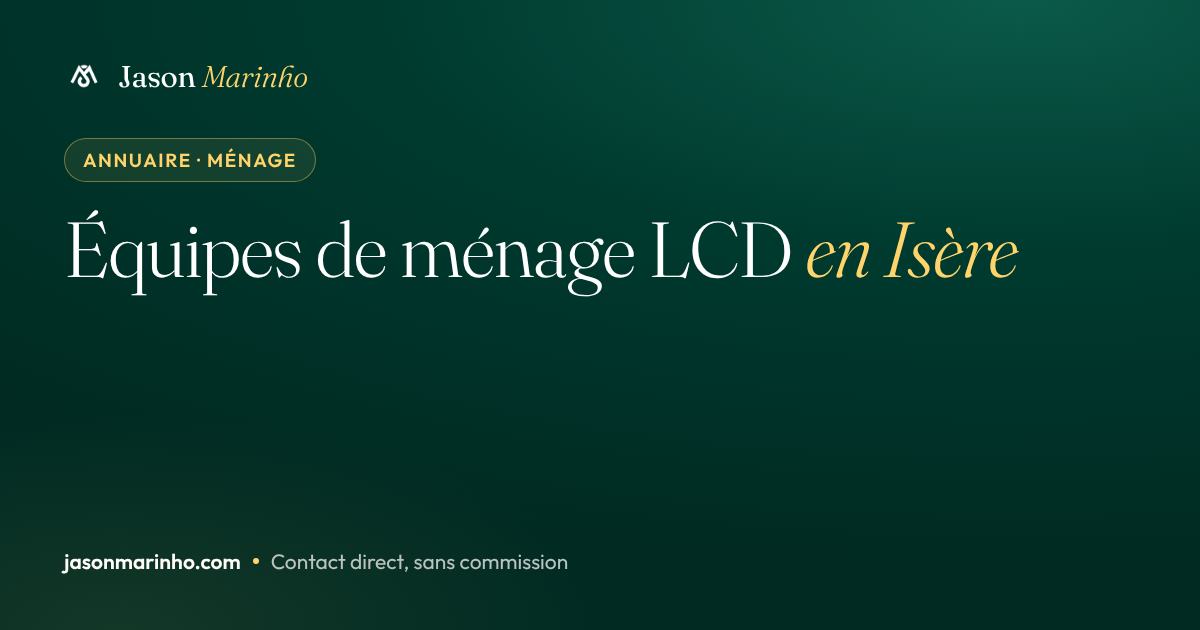 Jason Marinho
ANNUAIRE · MÉNAGE
Équipes de ménage LCD en Isère
jasonmarinho.com • Contact direct, sans commission